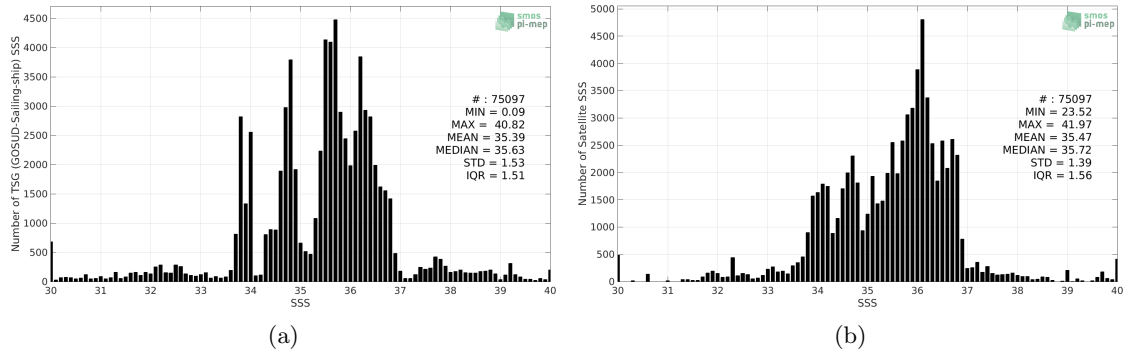 smos
pi-mep
Number of TSG (GOSUD-Sailing-ship) SSS
4500
4000
3500
3000
2500
2000
1500
1000
500
0
# : 75097
MIN = 0.09
MAX = 40.82
MEAN = 35.39
MEDIAN = 35.63
STD = 1.53
IQR = 1.51
30 31 32 33 34 35 36 37 38 39 40
SSS
(a)
smos
pi-mep
Number of Satellite SSS
5000
4500
4000
3500
3000
2500
2000
1500
1000
500
0
# : 75097
MIN = 23.52
MAX = 41.97
MEAN = 35.47
MEDIAN = 35.72
STD = 1.39
IQR = 1.56
30 31 32 33 34 35 36 37 38 39 40
SSS
(b)